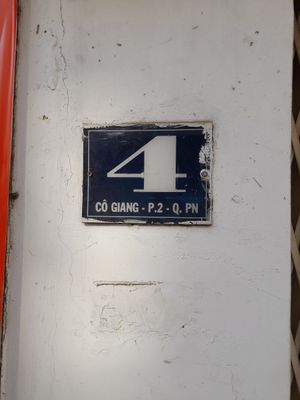 4
CÔ GIANG - P.2 - Q. PN